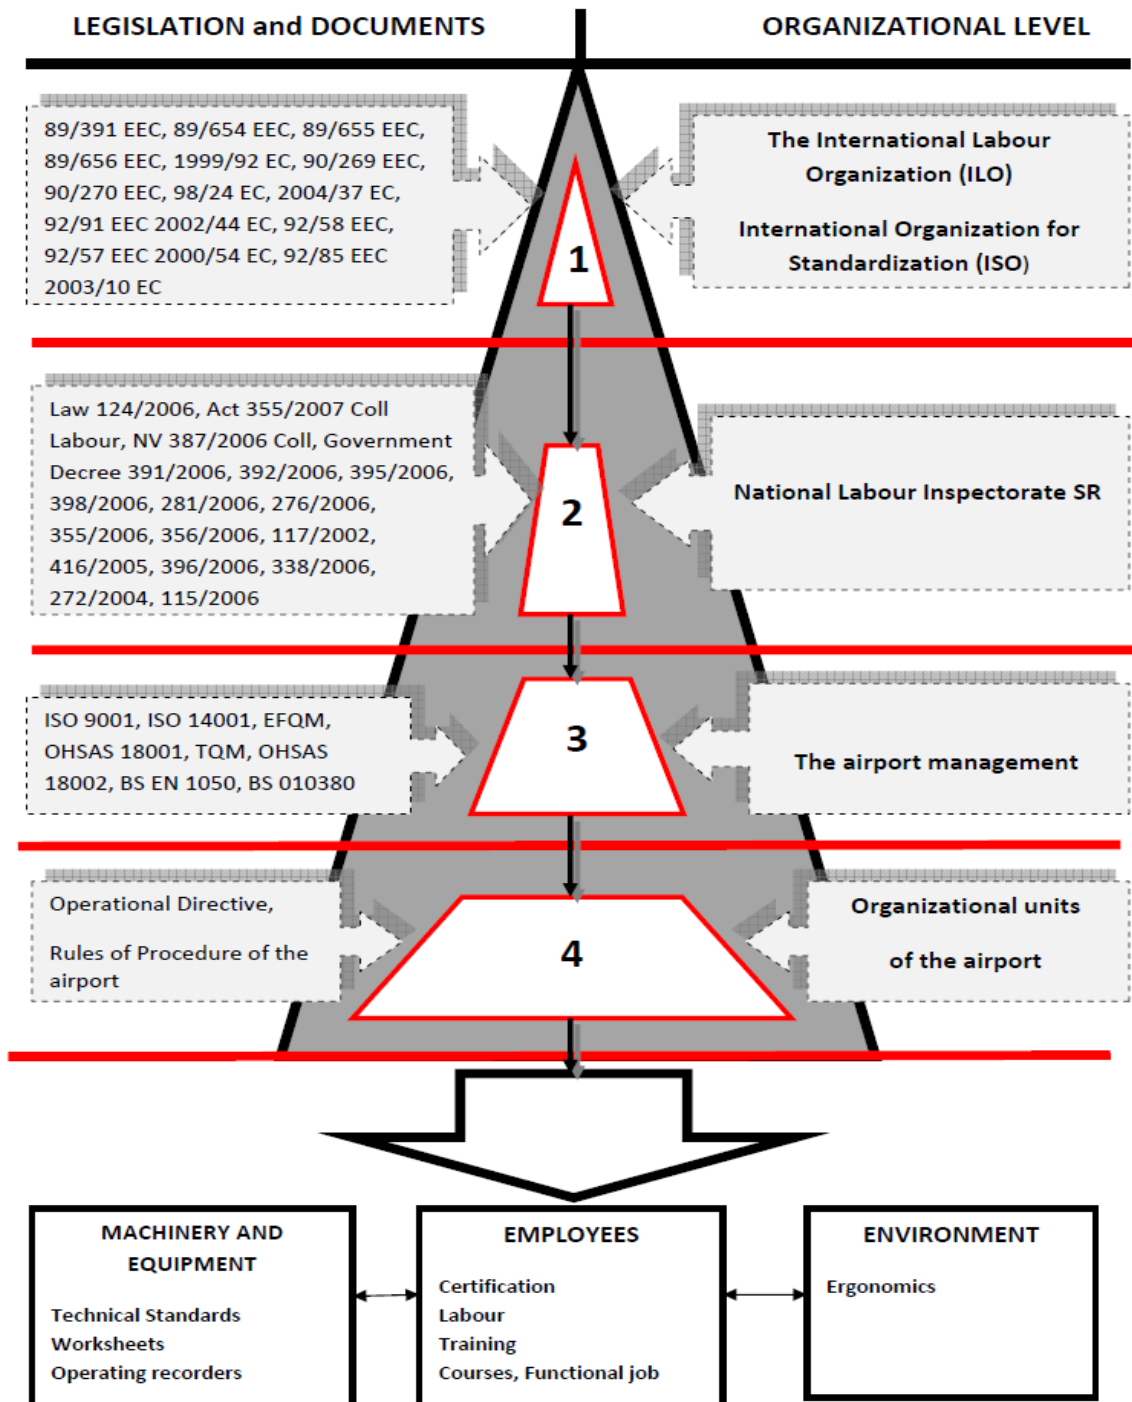 LEGISLATION and DOCUMENTS
ORGANIZATIONAL LEVEL
89/391 EEC, 89/654 EEC, 89/655 EEC,
89/656 EEC, 1999/92 EC, 90/269 EEC,
90/270 EEC, 98/24 EC, 2004/37 EC,
92/91 EEC 2002/44 EC, 92/58 EEC,
92/57 EEC 2000/54 EC, 92/85 EEC
2003/10 EC
1
The International Labour
Organization (ILO)
International Organization for
Standardization (ISO)
Law 124/2006, Act 355/2007 Coll
Labour, NV 387/2006 Coll, Government
Decree 391/2006, 392/2006, 395/2006,
398/2006, 281/2006, 276/2006,
355/2006, 356/2006, 117/2002,
416/2005, 396/2006, 338/2006,
272/2004, 115/2006
2
National Labour Inspectorate SR
ISO 9001, ISO 14001, EFQM,
OHSAS 18001, TQM, OHSAS
18002, BS EN 1050, BS 010380
3
The airport management
Operational Directive,
Rules of Procedure of the
airport
4
Organizational units
of the airport
MACHINERY AND
EQUIPMENT
Technical Standards
Worksheets
Operating recorders
EMPLOYEES
Certification
Labour
Training
Courses, Functional job
ENVIRONMENT
Ergonomics